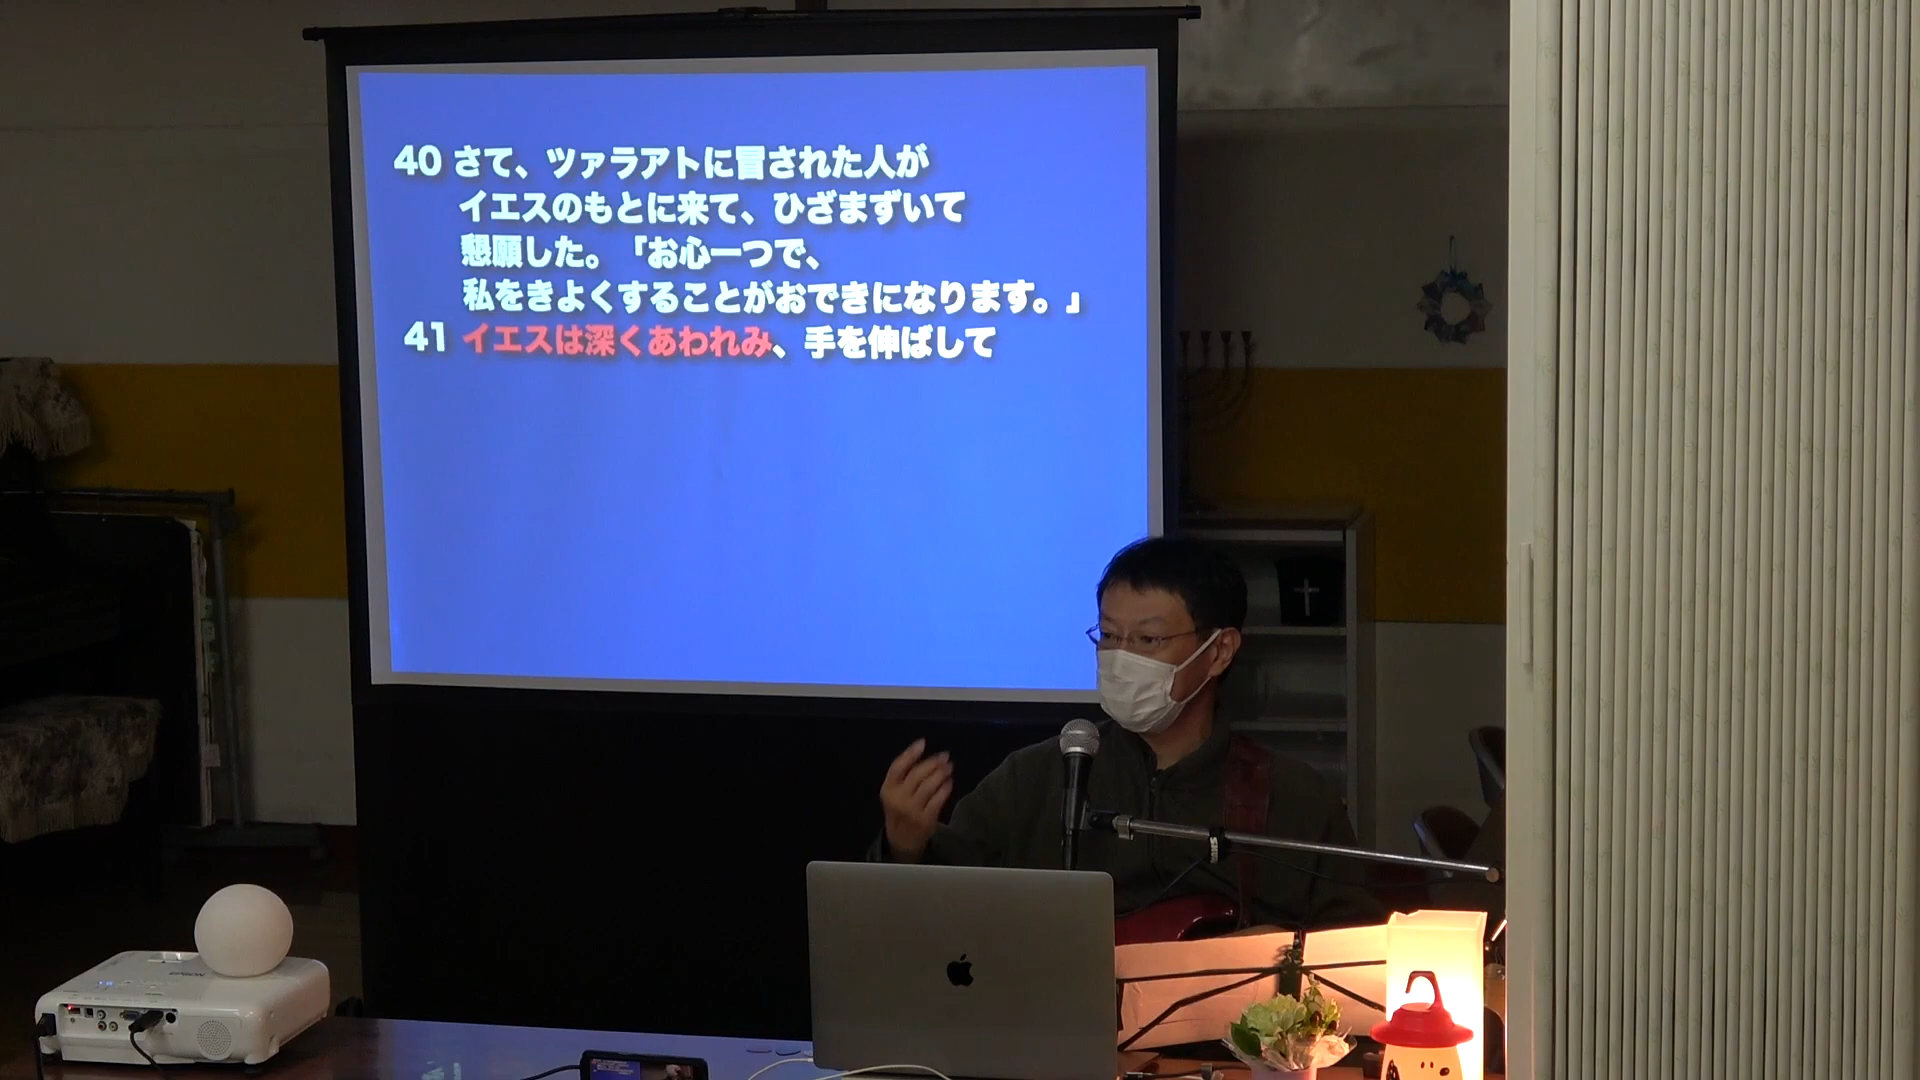 40 さて、ツァラアトに冒された人が
イエスのもとに来て、ひざまずいて
懇願した。「お心一つで、
私をきよくすることがおできになります。」
41 イエスは深くあわれみ、手を伸ばして
EPSON